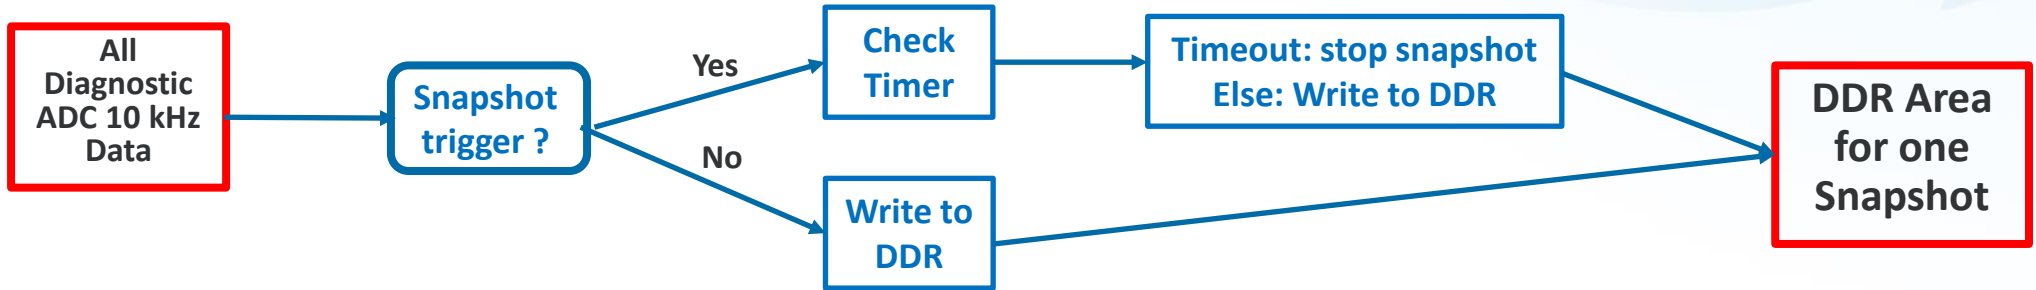 All
Diagnostic
ADC 10 kHz
Data
Snapshot
trigger ?
Yes
No
Check
Timer
Write to
DDR
Timeout: stop snapshot
Else: Write to DDR
DDR Area
for one
Snapshot